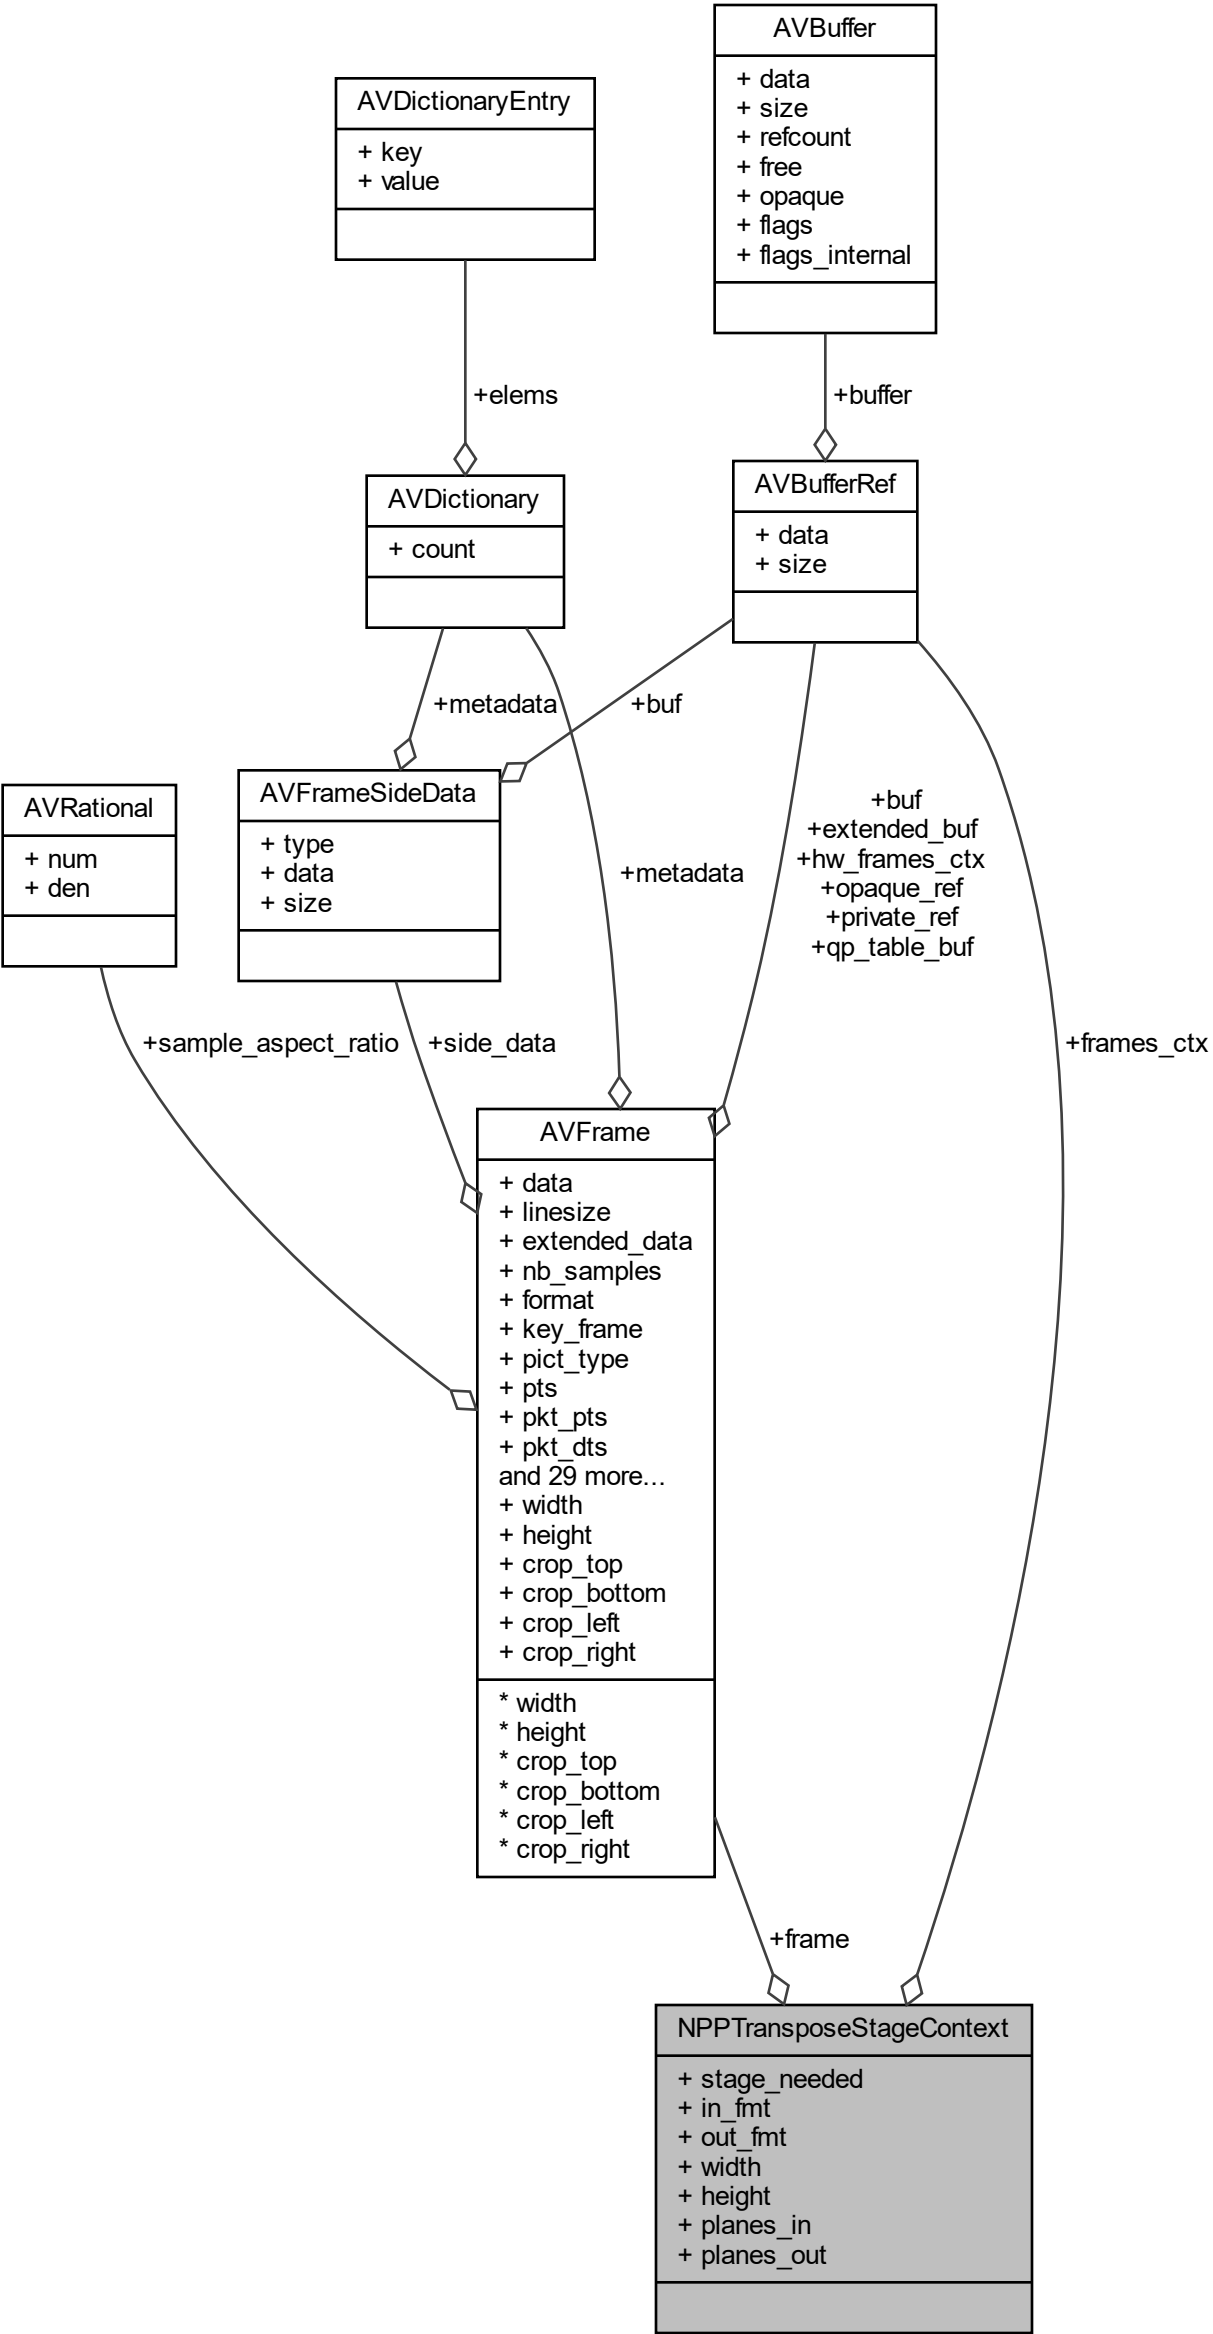 AVBuffer
+ data
+ size
+ refcount
+ free
+ opaque
+ flags
+ flags_internal
AVDictionaryEntry
+ key
+ value
+elems
+buffer
AVDictionary
+ count
AVBufferRef
+ data
+ size
+metadata
+buf
AVRational
+ num
+ den
AVFrameSideData
+ type
+ data
+ size
+metadata
+buf
+extended_buf
+hw_frames_ctx
+opaque_ref
+private_ref
+qp_table_buf
+sample_aspect_ratio
+side_data
+frames_ctx
AVFrame
+ data
+ linesize
+ extended_data
+ nb_samples
+ format
+ key_frame
+ pict_type
+ pts
+ pkt_pts
+ pkt_dts
and 29 more...
+ width
+ height
+ crop_top
+ crop_bottom
+ crop_left
+ crop_right
* width
* height
* crop_top
* crop_bottom
* crop_left
* crop_right
+frame
NPPTransposeStageContext
+ stage_needed
+ in_fmt
+ out_fmt
+ width
+ height
+ planes_in
+ planes_out